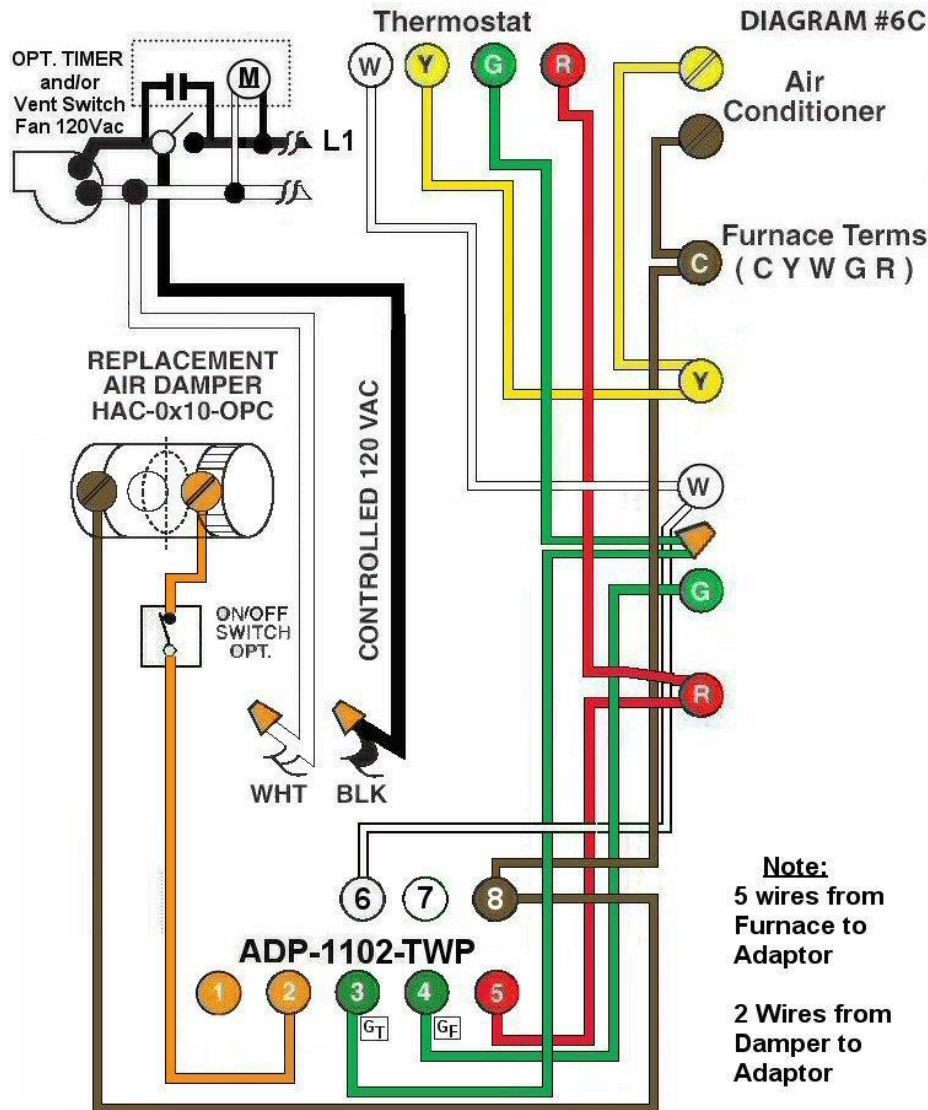 Thermostat
DIAGRAM #6C
OPT. TIMER
and/or
Vent Switch
Fan 120Vac
M
L1
W Y G R
Air
Conditioner
Furnace Terms
( C Y W G R )
C
Y
W
G
R
REPLACEMENT
AIR DAMPER
HAC-0x10-OPC
CONTROLLED 120 VAC
ON/OFF
SWITCH
OPT.
WHT BLK
6 7 8
ADP-1102-TWP
1 2 3 4 5
GT GF
Note:
5 wires from
Furnace to
Adaptor
2 Wires from
Damper to
Adaptor